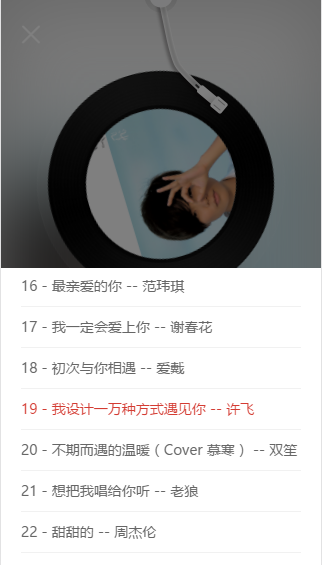 16 - 最亲爱的你 -- 范玮琪
17 - 我一定会爱上你 -- 谢春花
18 - 初次与你相遇 -- 爱戴
19 - 我设计一万种方式遇见你 -- 许飞
20 - 不期而遇的温暖（Cover 慕寒） -- 双笙
21 - 想把我唱给你听 -- 老狼
22 - 甜甜的 -- 周杰伦